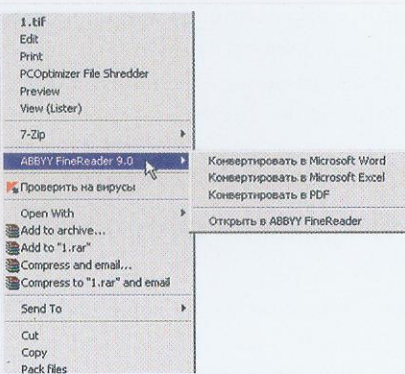 1.tif
Edit
Print
PCOptimizer File Shredder
Preview
View (Lister)
7-Zip
ABBYY FineReader 9.0
Проверить на вирусы
Open With
Add to archive...
Add to "1.rar"
Compress and email...
Compress to "1.rar" and email
Send To
Cut
Copy
Pack files
Конвертировать в Microsoft Word
Конвертировать в Microsoft Excel
Конвертировать в PDF
Открыть в ABBYY FineReader